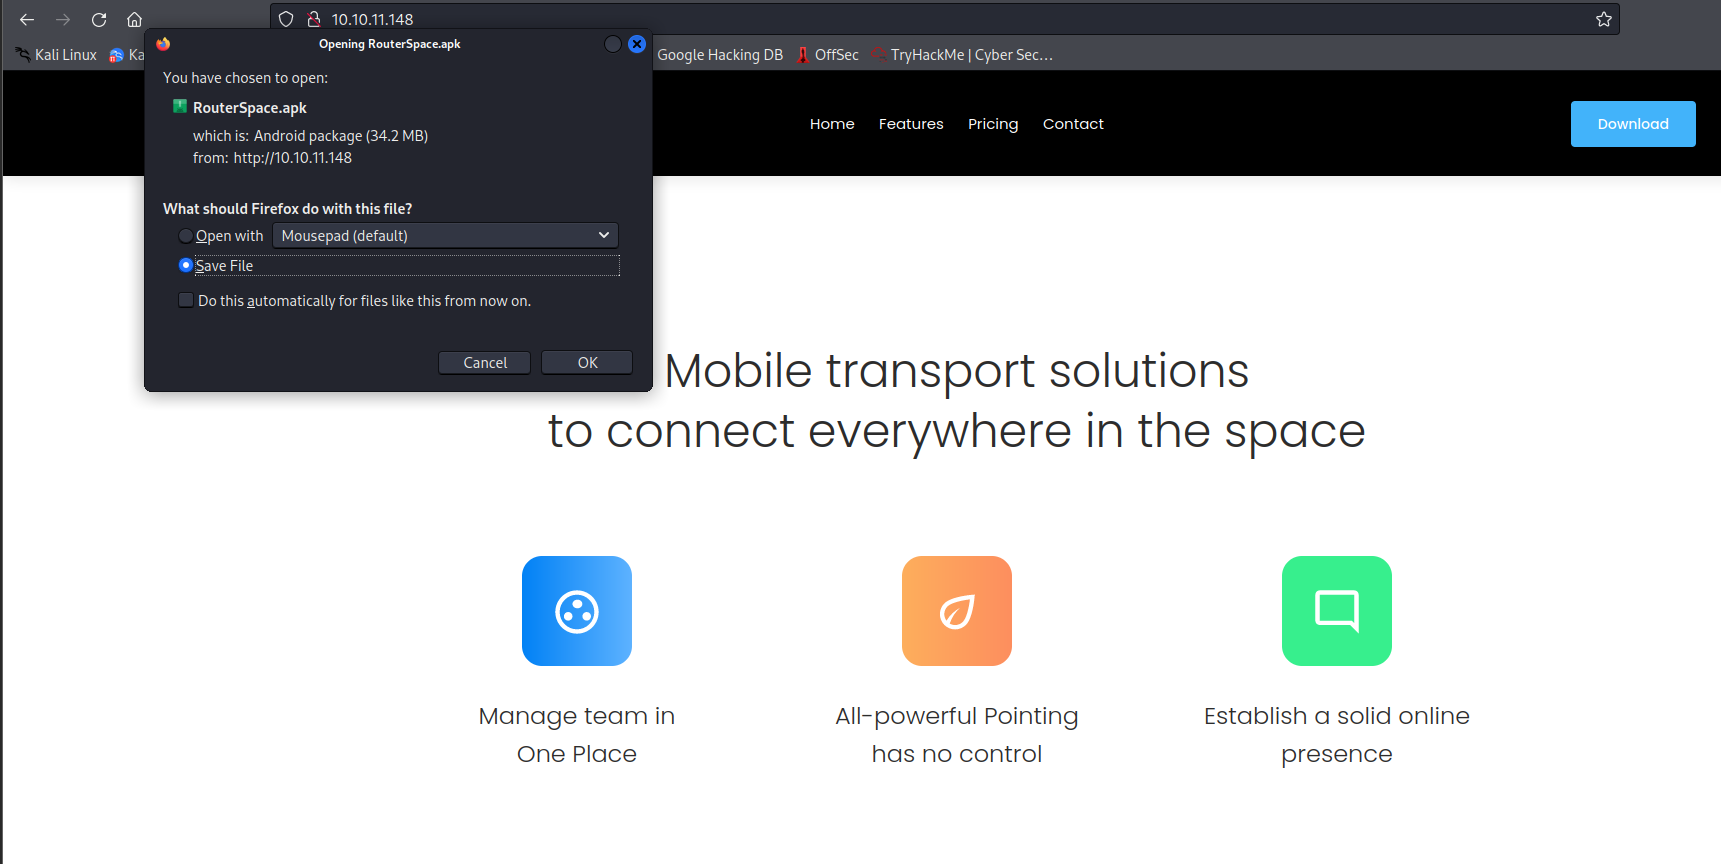 10.10.11.148
Kali Linux Ka Google Hacking DB OffSec TryHackMe | Cyber Sec...
Opening RouterSpace.apk
You have chosen to open:
RouterSpace.apk
which is: Android package (34.2 MB)
from: http://10.10.11.148
What should Firefox do with this file?
Open with Mousepad (default)
Save File
Do this automatically for files like this from now on.
Cancel OK
Home Features Pricing Contact Download
Mobile transport solutions
to connect everywhere in the space
Manage team in
One Place
All-powerful Pointing
has no control
Establish a solid online
presence